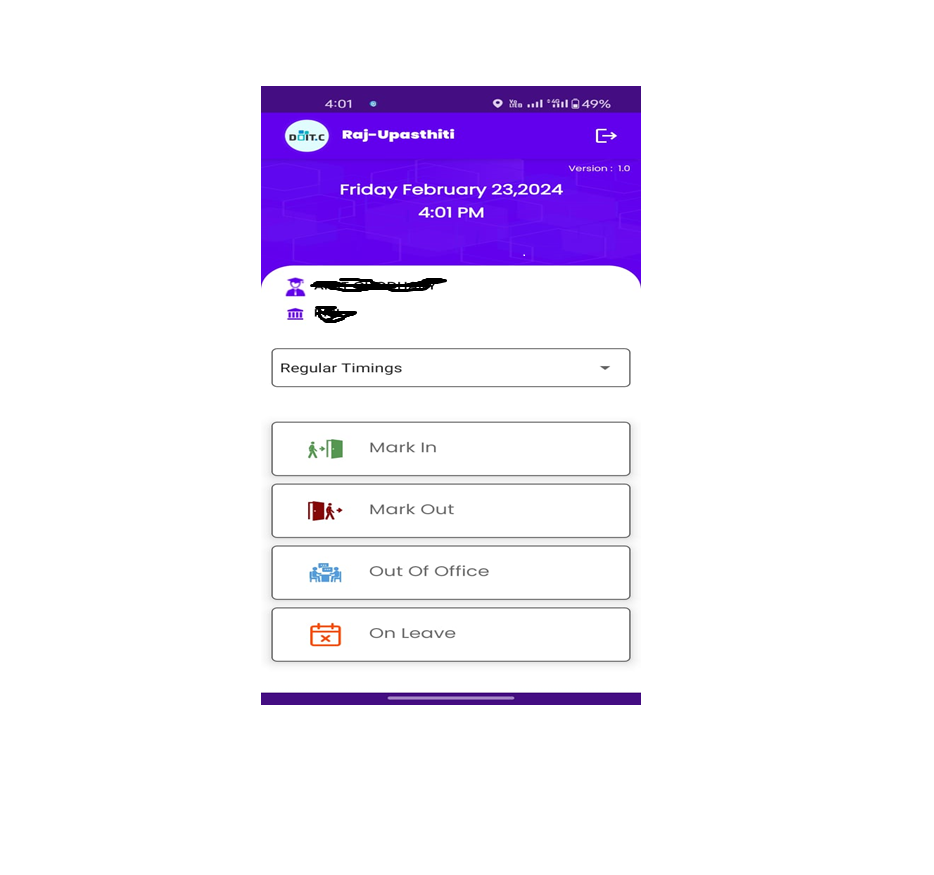 4:01 49%
DOIT.C Raj-Upasthiti
Version : 1.0
Friday February 23,2024
4:01 PM
Regular Timings
Mark In
Mark Out
Out Of Office
On Leave